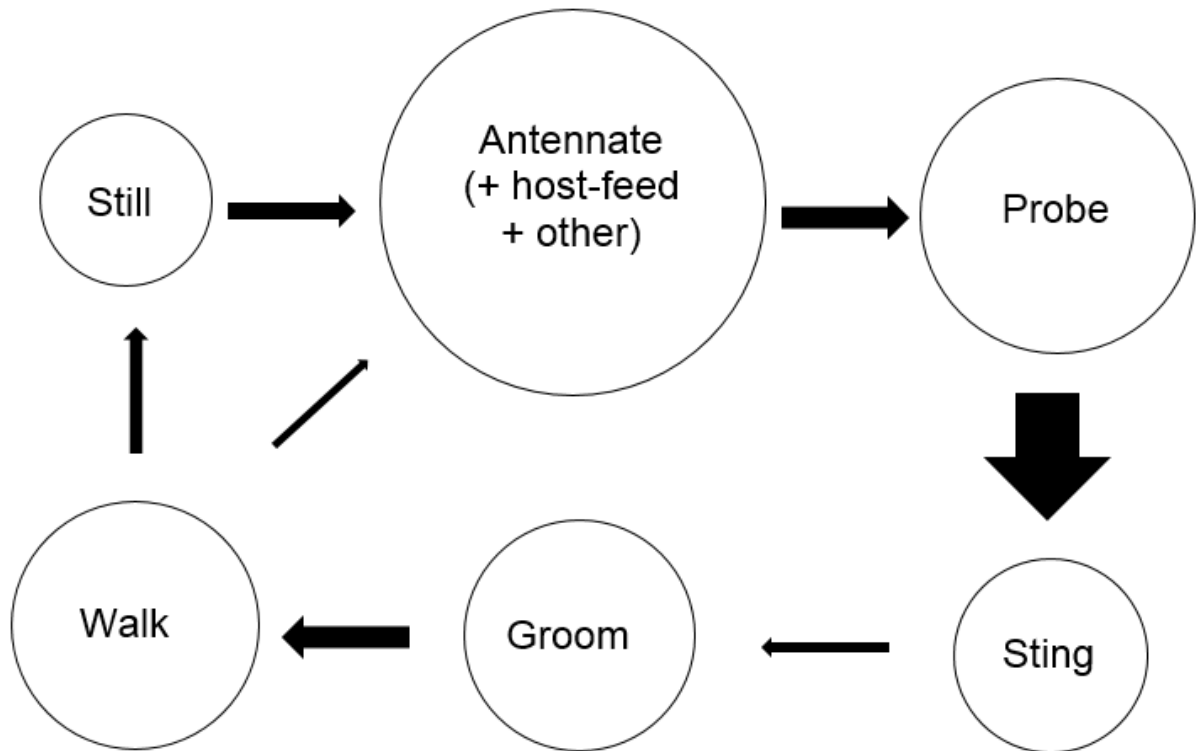 Still
Antennate
(+ host-feed
+ other)
Probe
Walk
Groom
Sting